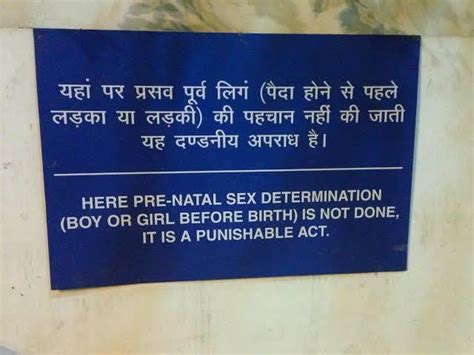 यहां पर प्रसव पूर्व लिगं (पैदा होने से पहले
लड़का या लड़की) की पहचान नहीं की जाती
यह दण्डनीय अपराध है।
HERE PRE-NATAL SEX DETERMINATION
(BOY OR GIRL BEFORE BIRTH) IS NOT DONE,
IT IS A PUNISHABLE ACT.